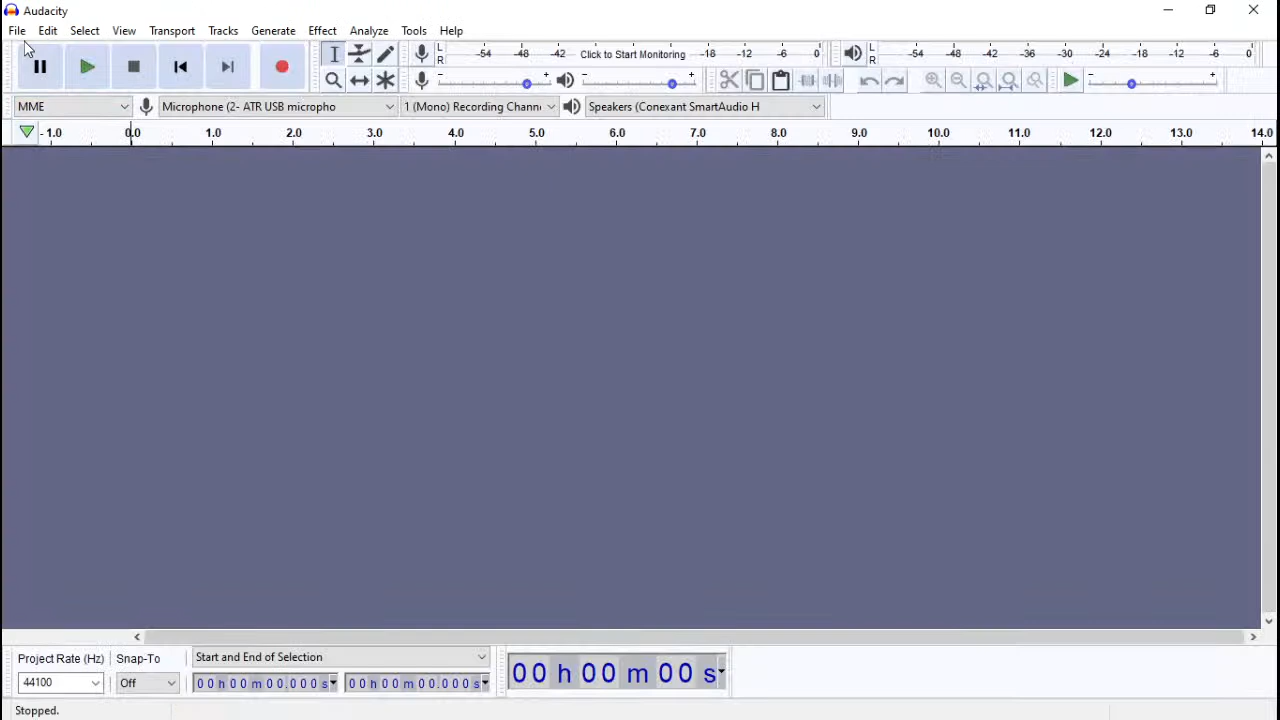 Audacity
File Edit Select View Transport Tracks Generate Effect Analyze Tools Help
L R -54 -48 -42 Click to Start Monitoring -18 -12 -6 0 L R -54 -48 -42 -36 -30 -24 -18 -12 -6 0
- + - + - +
MME Microphone (2- ATR USB micropho 1 (Mono) Recording Chann Speakers (Conexant SmartAudio H
- 1.0 0.0 1.0 2.0 3.0 4.0 5.0 6.0 7.0 8.0 9.0 10.0 11.0 12.0 13.0 14.0
Project Rate (Hz) Snap-To Start and End of Selection
44100 Off 00 h 00 m 00.000 s 00 h 00 m 00.000 s 00 h 00 m 00 s
Stopped.